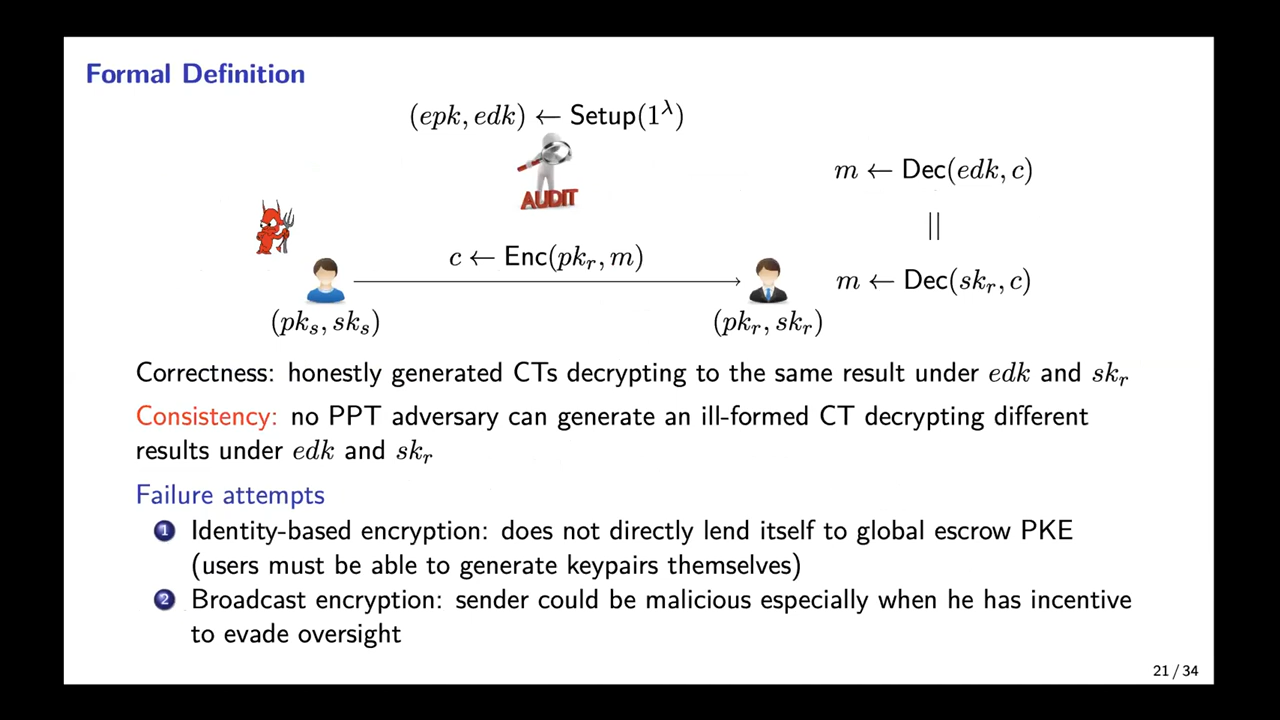 Formal Definition
(epk, edk) ← Setup(1^λ)
AUDIT
m ← Dec(edk, c)
||
c ← Enc(pk_r, m)
m ← Dec(sk_r, c)
(pk_s, sk_s)
(pk_r, sk_r)
Correctness: honestly generated CTs decrypting to the same result under edk and sk_r
Consistency: no PPT adversary can generate an ill-formed CT decrypting different
results under edk and sk_r
Failure attempts
1 Identity-based encryption: does not directly lend itself to global escrow PKE
(users must be able to generate keypairs themselves)
2 Broadcast encryption: sender could be malicious especially when he has incentive
to evade oversight
21 / 34